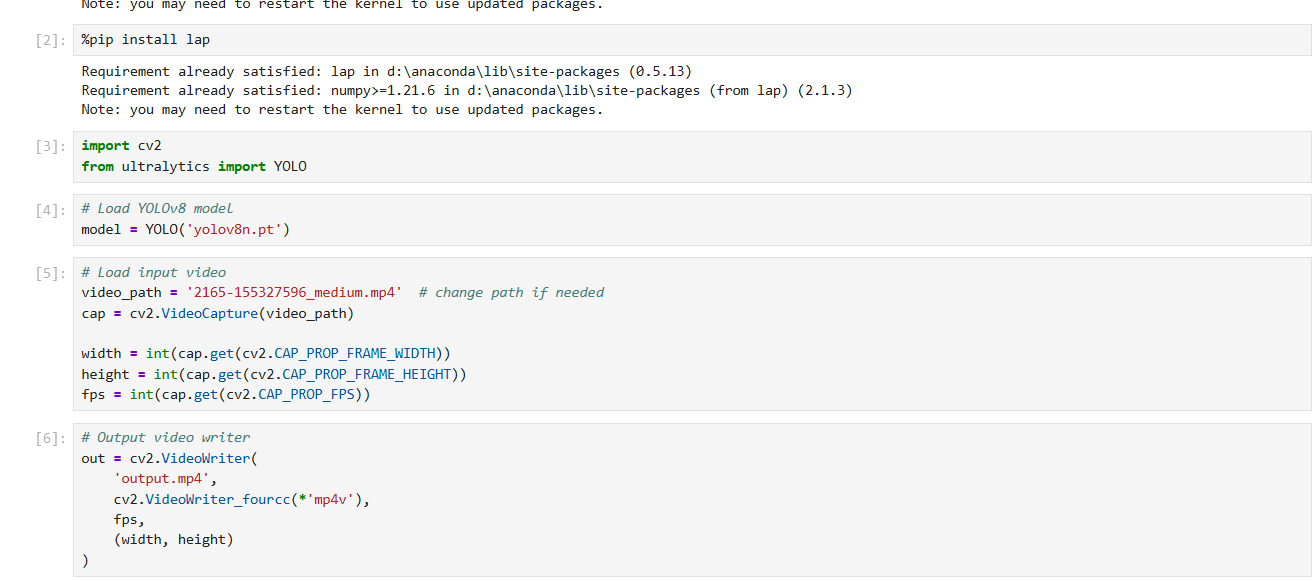 Note: you may need to restart the kernel to use updated packages.
[2]: %pip install lap
Requirement already satisfied: lap in d:\anaconda\lib\site-packages (0.5.13)
Requirement already satisfied: numpy>=1.21.6 in d:\anaconda\lib\site-packages (from lap) (2.1.3)
Note: you may need to restart the kernel to use updated packages.
[3]: import cv2
from ultralytics import YOLO
[4]: # Load YOLOv8 model
model = YOLO('yolov8n.pt')
[5]: # Load input video
video_path = '2165-155327596_medium.mp4'  # change path if needed
cap = cv2.VideoCapture(video_path)
width = int(cap.get(cv2.CAP_PROP_FRAME_WIDTH))
height = int(cap.get(cv2.CAP_PROP_FRAME_HEIGHT))
fps = int(cap.get(cv2.CAP_PROP_FPS))
[6]: # Output video writer
out = cv2.VideoWriter(
    'output.mp4',
    cv2.VideoWriter_fourcc(*'mp4v'),
    fps,
    (width, height)
)